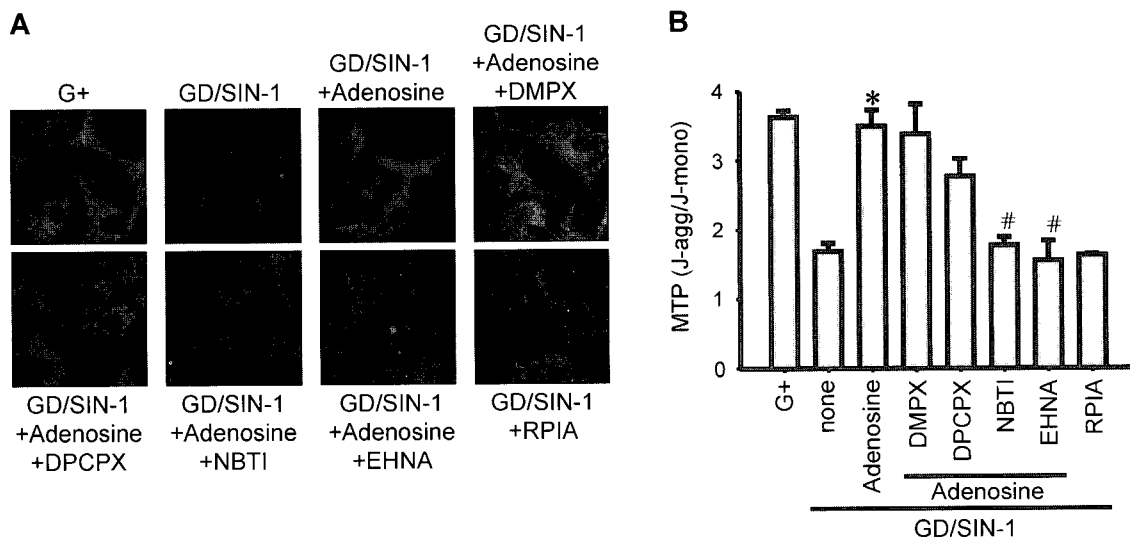 A
G+
GD/SIN-1
GD/SIN-1
+Adenosine
GD/SIN-1
+Adenosine
+DMPX
GD/SIN-1
+Adenosine
+DPCPX
GD/SIN-1
+Adenosine
+NBTI
GD/SIN-1
+Adenosine
+EHNA
GD/SIN-1
+RPIA
B
MTP (J-agg/J-mono)
4
3
2
1
0
*
#
#
G+
none
Adenosine
DMPX
DPCPX
NBTI
EHNA
RPIA
Adenosine
GD/SIN-1